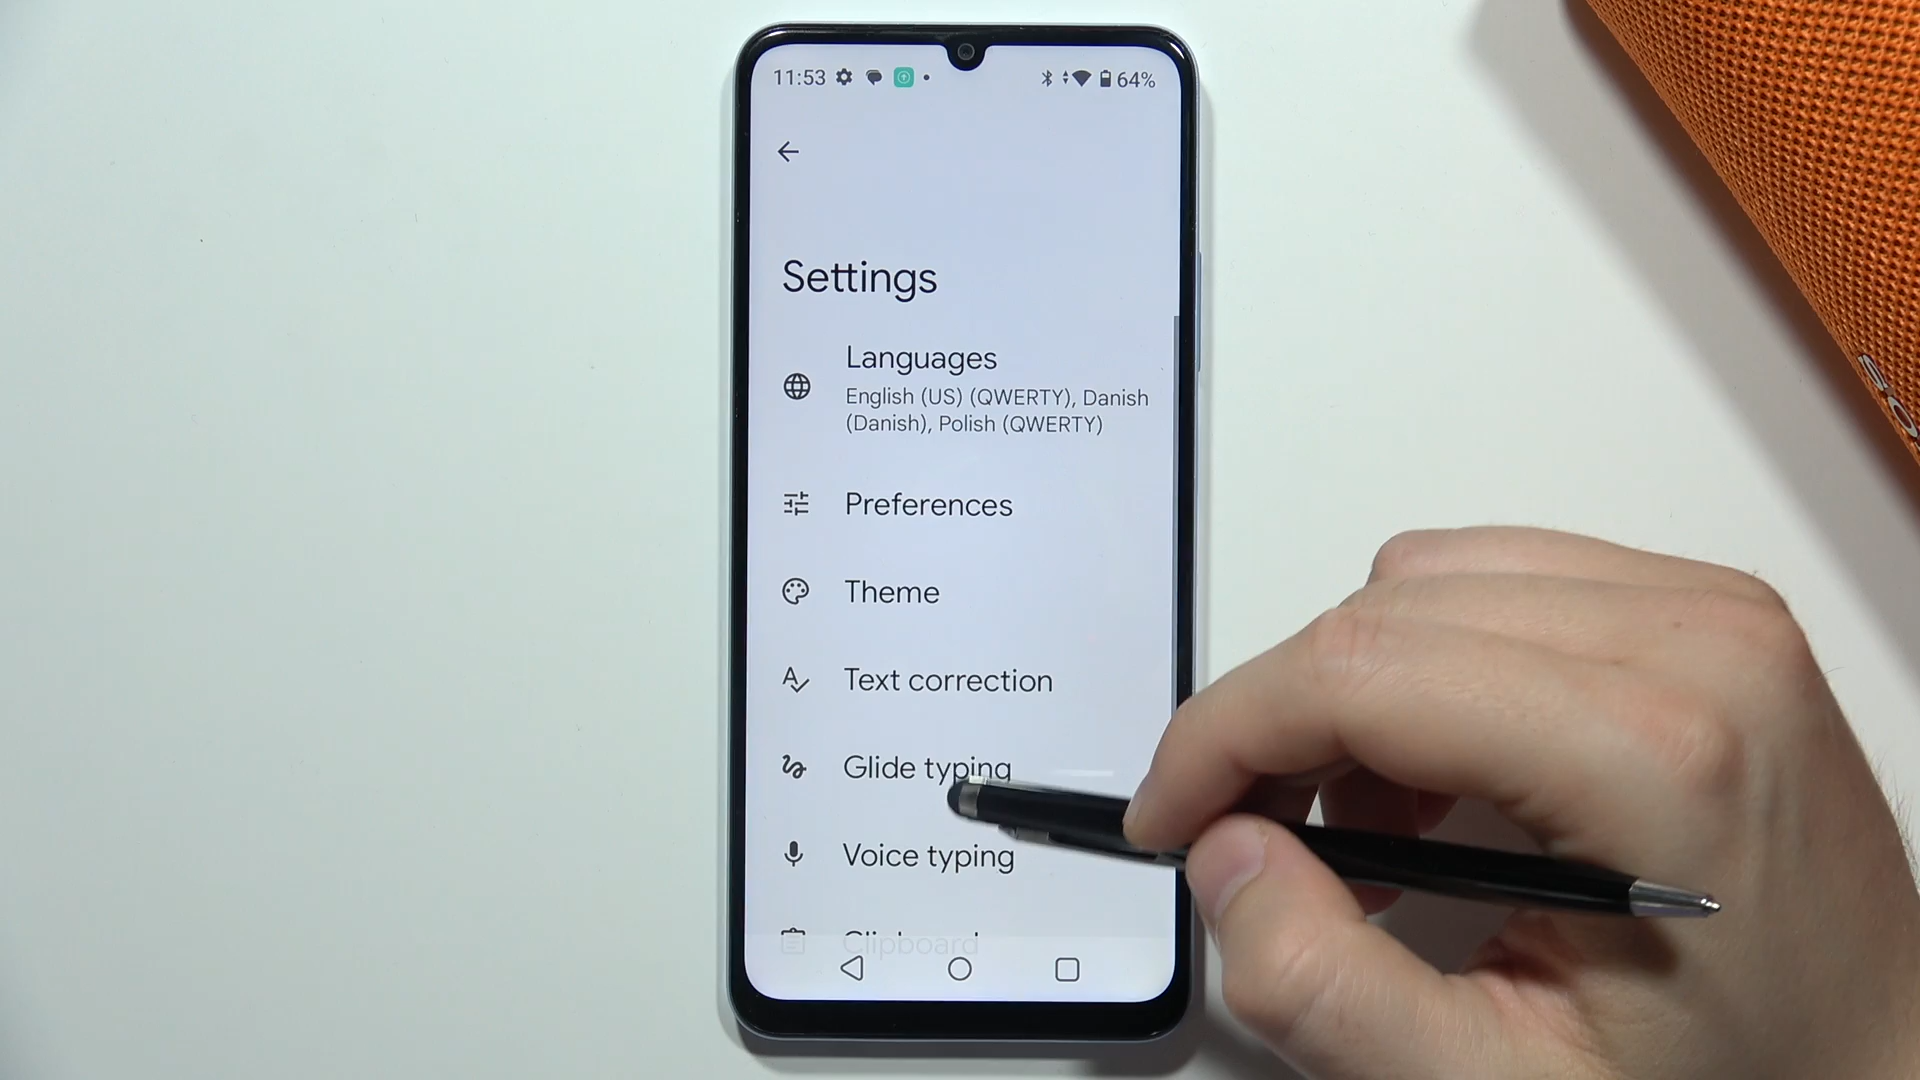 11:53
64%
Settings
Languages
English (US) (QWERTY), Danish
(Danish), Polish (QWERTY)
Preferences
Theme
Text correction
Glide typing
Voice typing
Clipboard